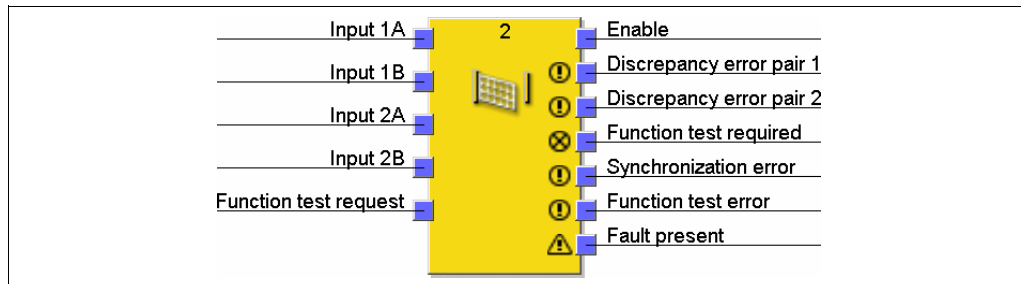 Input 1A
Input 1B
Input 2A
Input 2B
Function test request
2
Enable
Discrepancy error pair 1
Discrepancy error pair 2
Function test required
Synchronization error
Function test error
Fault present